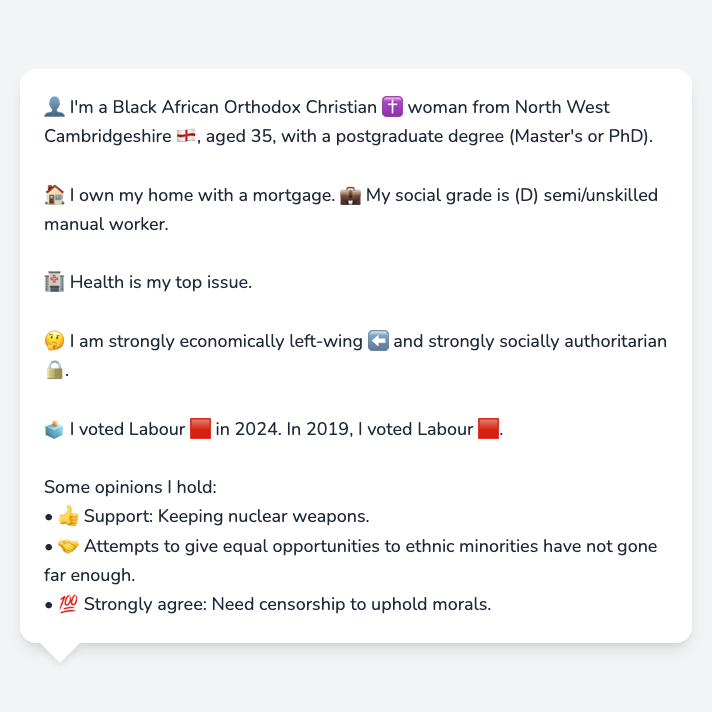 👤 I'm a Black African Orthodox Christian ✝️ woman from North West
Cambridgeshire 🏴󠁧󠁢󠁥󠁮󠁧󠁿, aged 35, with a postgraduate degree (Master's or PhD).
🏠 I own my home with a mortgage. 💼 My social grade is (D) semi/unskilled
manual worker.
🏥 Health is my top issue.
🤔 I am strongly economically left-wing ⬅️ and strongly socially authoritarian
🔒.
🗳️ I voted Labour 🟥 in 2024. In 2019, I voted Labour 🟥.
Some opinions I hold:
• 👍 Support: Keeping nuclear weapons.
• 🤝 Attempts to give equal opportunities to ethnic minorities have not gone
far enough.
• 💯 Strongly agree: Need censorship to uphold morals.